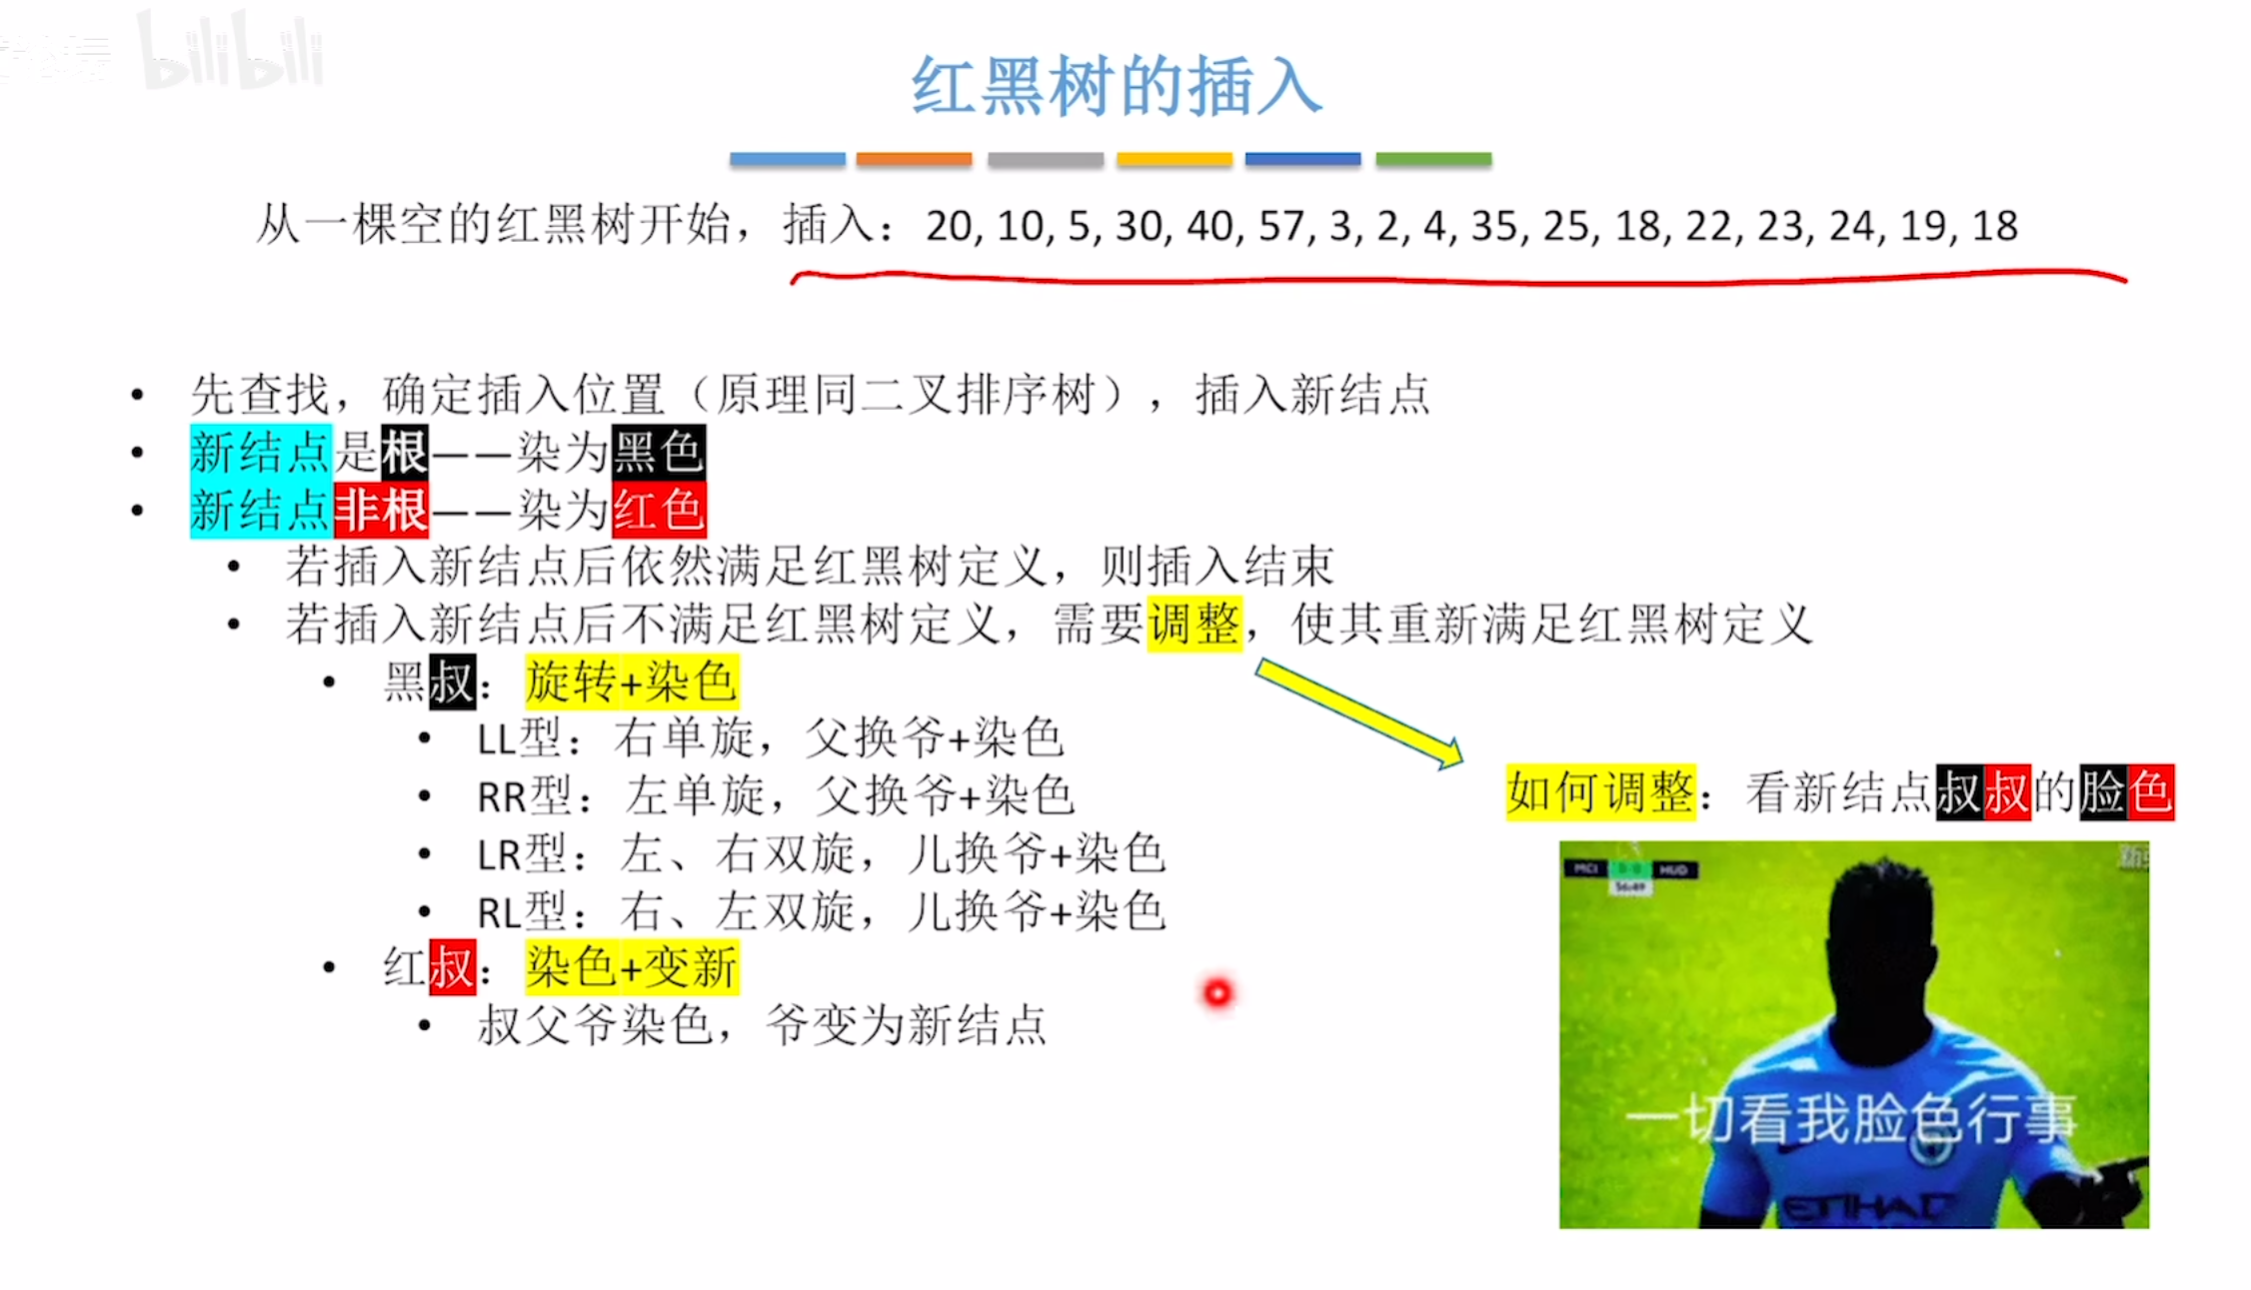 bilibili
红黑树的插入
从一棵空的红黑树开始，插入：20, 10, 5, 30, 40, 57, 3, 2, 4, 35, 25, 18, 22, 23, 24, 19, 18
• 先查找，确定插入位置（原理同二叉排序树），插入新结点
• 新结点是根——染为黑色
• 新结点非根——染为红色
• 若插入新结点后依然满足红黑树定义，则插入结束
• 若插入新结点后不满足红黑树定义，需要调整，使其重新满足红黑树定义
• 黑叔：旋转+染色
• LL型：右单旋，父换爷+染色
• RR型：左单旋，父换爷+染色
• LR型：左、右双旋，儿换爷+染色
• RL型：右、左双旋，儿换爷+染色
• 红叔：染色+变新
• 叔父爷染色，爷变为新结点
如何调整：看新结点叔叔的脸色
MCI 0-0 HUD
56:49
一切看我脸色行事
ETIHAD